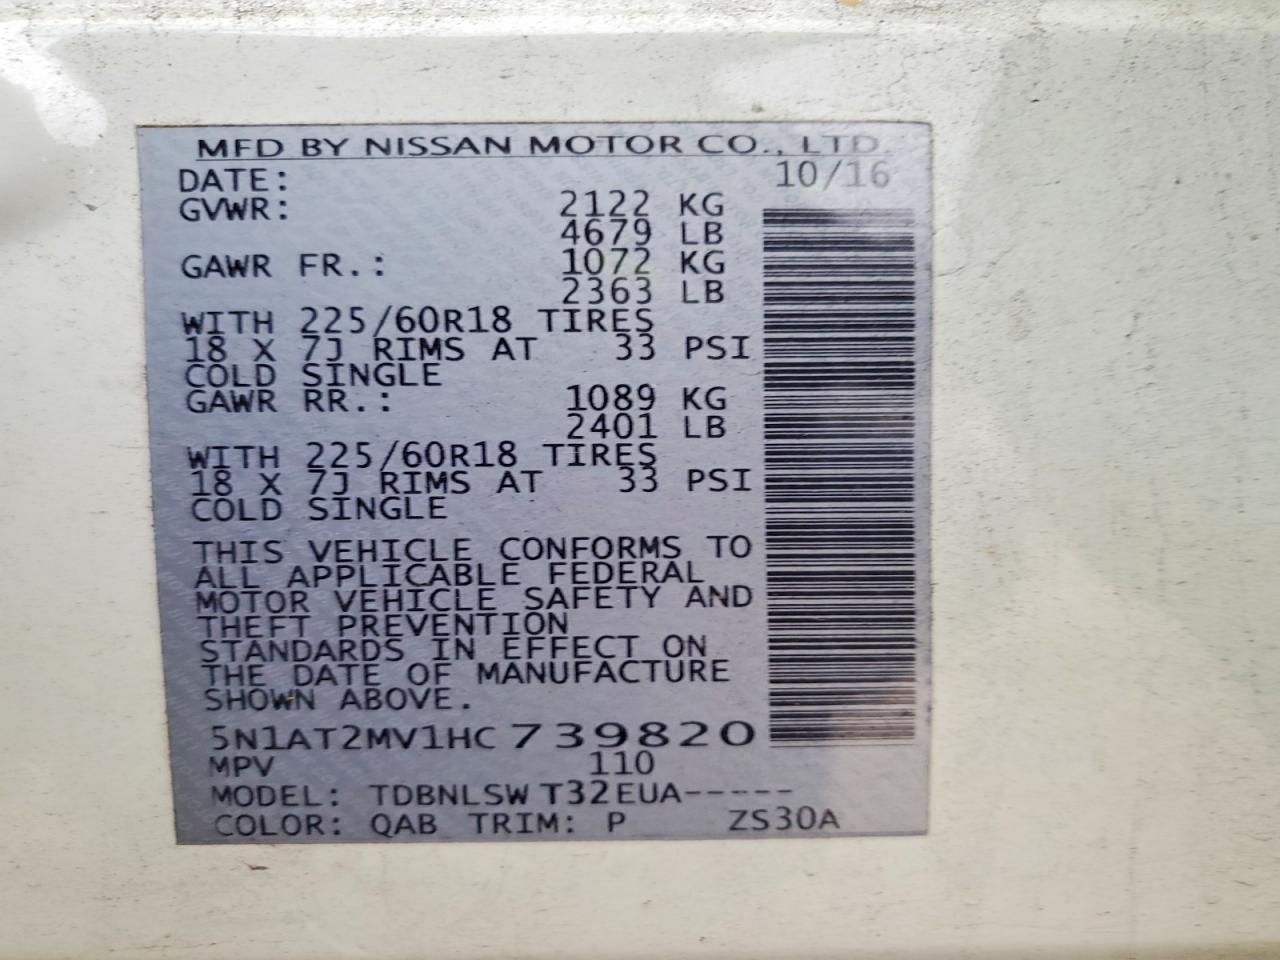 MFD BY NISSAN MOTOR CO., LTD.
DATE: 10/16
GVWR: 2122 KG
4679 LB
GAWR FR.: 1072 KG
2363 LB
WITH 225/60R18 TIRES
18 X 7J RIMS AT 33 PSI
COLD SINGLE
GAWR RR.: 1089 KG
2401 LB
WITH 225/60R18 TIRES
18 X 7J RIMS AT 33 PSI
COLD SINGLE
THIS VEHICLE CONFORMS TO
ALL APPLICABLE FEDERAL
MOTOR VEHICLE SAFETY AND
THEFT PREVENTION
STANDARDS IN EFFECT ON
THE DATE OF MANUFACTURE
SHOWN ABOVE.
5N1AT2MV1HC739820
MPV 110
MODEL: TDBNLSW T32EUA-----
COLOR: QAB TRIM: P ZS30A